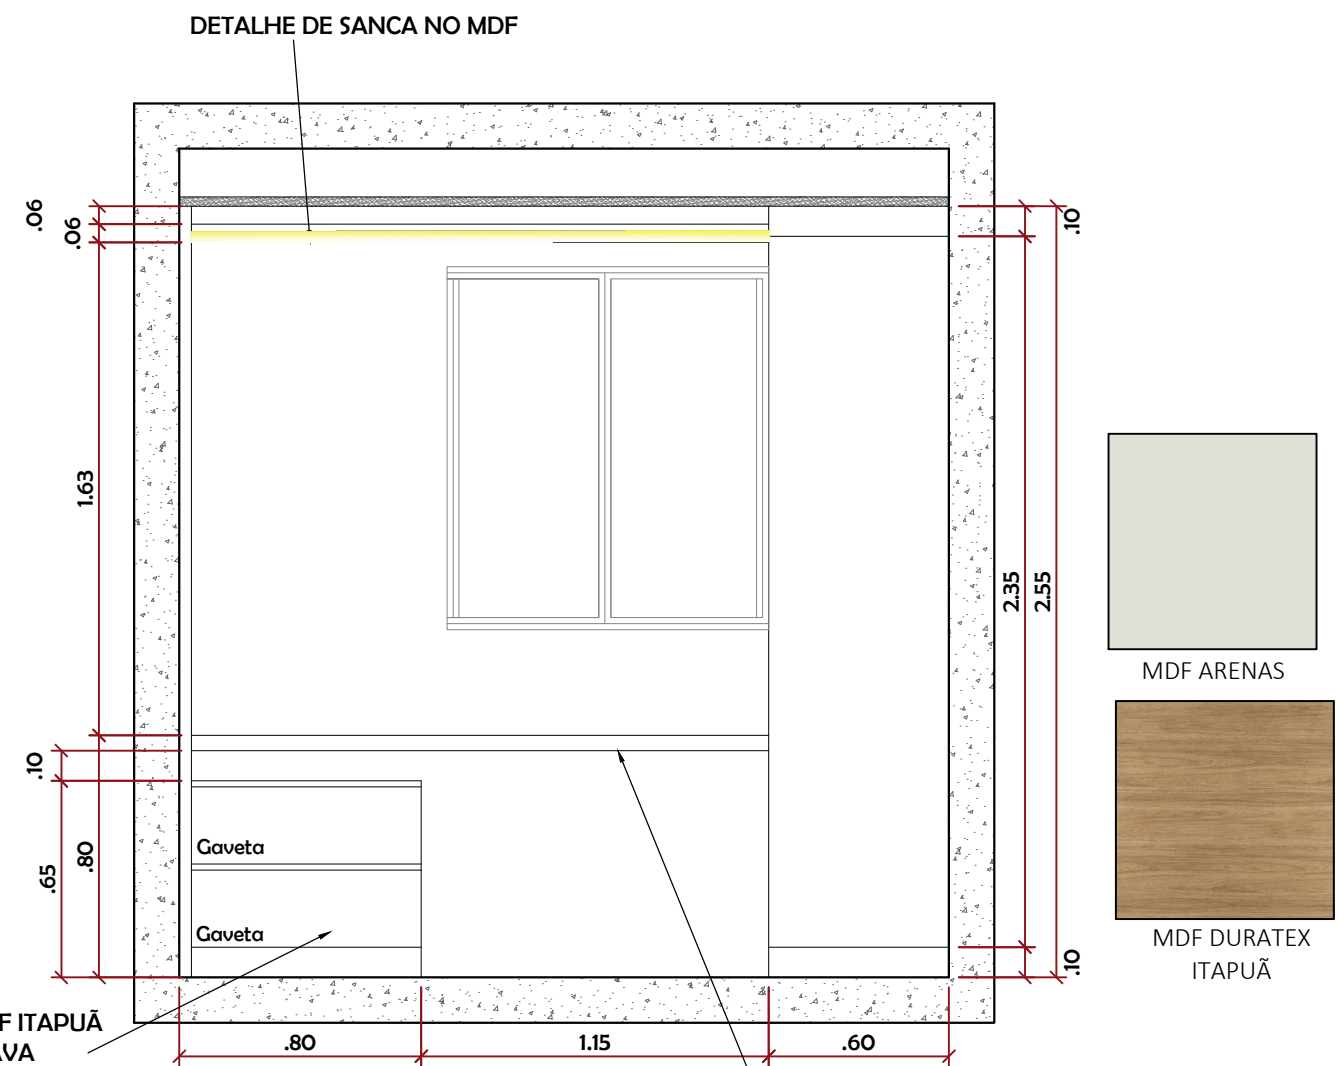 DETALHE DE SANCA NO MDF
.06
.06
.10
1.63
2.35
2.55
MDF ARENAS
.10
.65
.80
Gaveta
Gaveta
MDF DURATEX
ITAPUÃ
.10
F ITAPUÃ
AVA
.80
1.15
.60